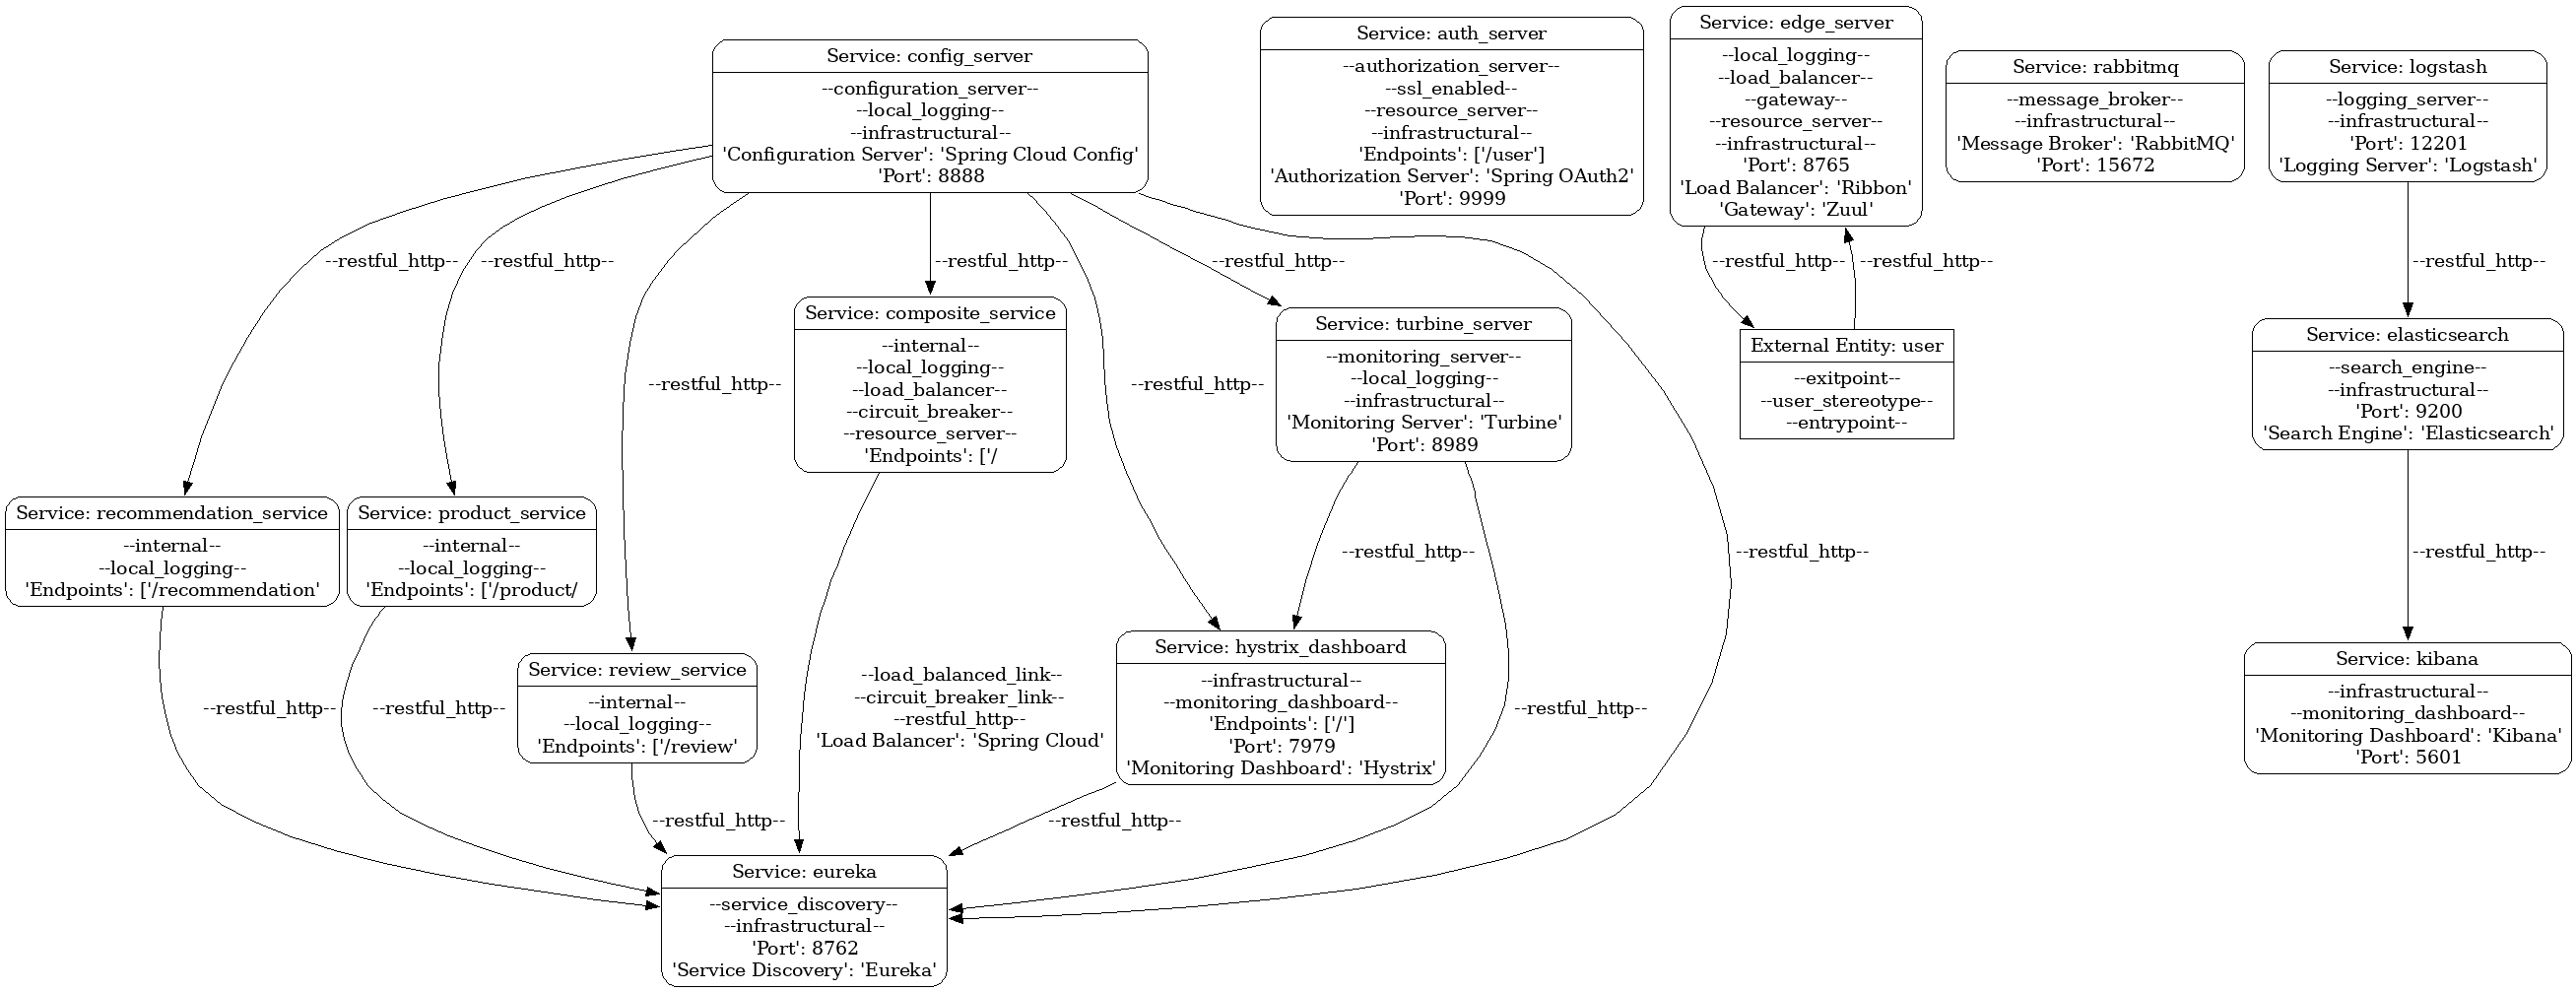 Service: config_server
--configuration_server--
--local_logging--
--infrastructural--
'Configuration Server': 'Spring Cloud Config'
'Port': 8888
Service: auth_server
--authorization_server--
--ssl_enabled--
--resource_server--
--infrastructural--
'Endpoints': ['/user']
'Authorization Server': 'Spring OAuth2'
'Port': 9999
Service: edge_server
--local_logging--
--load_balancer--
--gateway--
--resource_server--
--infrastructural--
'Port': 8765
'Load Balancer': 'Ribbon'
'Gateway': 'Zuul'
Service: rabbitmq
--message_broker--
--infrastructural--
'Message Broker': 'RabbitMQ'
'Port': 15672
Service: logstash
--logging_server--
--infrastructural--
'Port': 12201
'Logging Server': 'Logstash'
--restful_http--
--restful_http--
--restful_http--
--restful_http--
--restful_http--
--restful_http--
--restful_http--
Service: composite_service
--internal--
--local_logging--
--load_balancer--
--circuit_breaker--
--resource_server--
'Endpoints': ['/
Service: turbine_server
--monitoring_server--
--local_logging--
--infrastructural--
'Monitoring Server': 'Turbine'
'Port': 8989
External Entity: user
--exitpoint--
--user_stereotype--
--entrypoint--
Service: elasticsearch
--search_engine--
--infrastructural--
'Port': 9200
'Search Engine': 'Elasticsearch'
--restful_http--
--restful_http--
Service: recommendation_service
--internal--
--local_logging--
'Endpoints': ['/recommendation'
Service: product_service
--internal--
--local_logging--
'Endpoints': ['/product/
--restful_http--
--restful_http--
--restful_http--
Service: review_service
--internal--
--local_logging--
'Endpoints': ['/review'
--load_balanced_link--
--circuit_breaker_link--
--restful_http--
'Load Balancer': 'Spring Cloud'
Service: hystrix_dashboard
--infrastructural--
--monitoring_dashboard--
'Endpoints': ['/']
'Port': 7979
'Monitoring Dashboard': 'Hystrix'
Service: kibana
--infrastructural--
--monitoring_dashboard--
'Monitoring Dashboard': 'Kibana'
'Port': 5601
--restful_http--
--restful_http--
--restful_http--
--restful_http--
--restful_http--
Service: eureka
--service_discovery--
--infrastructural--
'Port': 8762
'Service Discovery': 'Eureka'